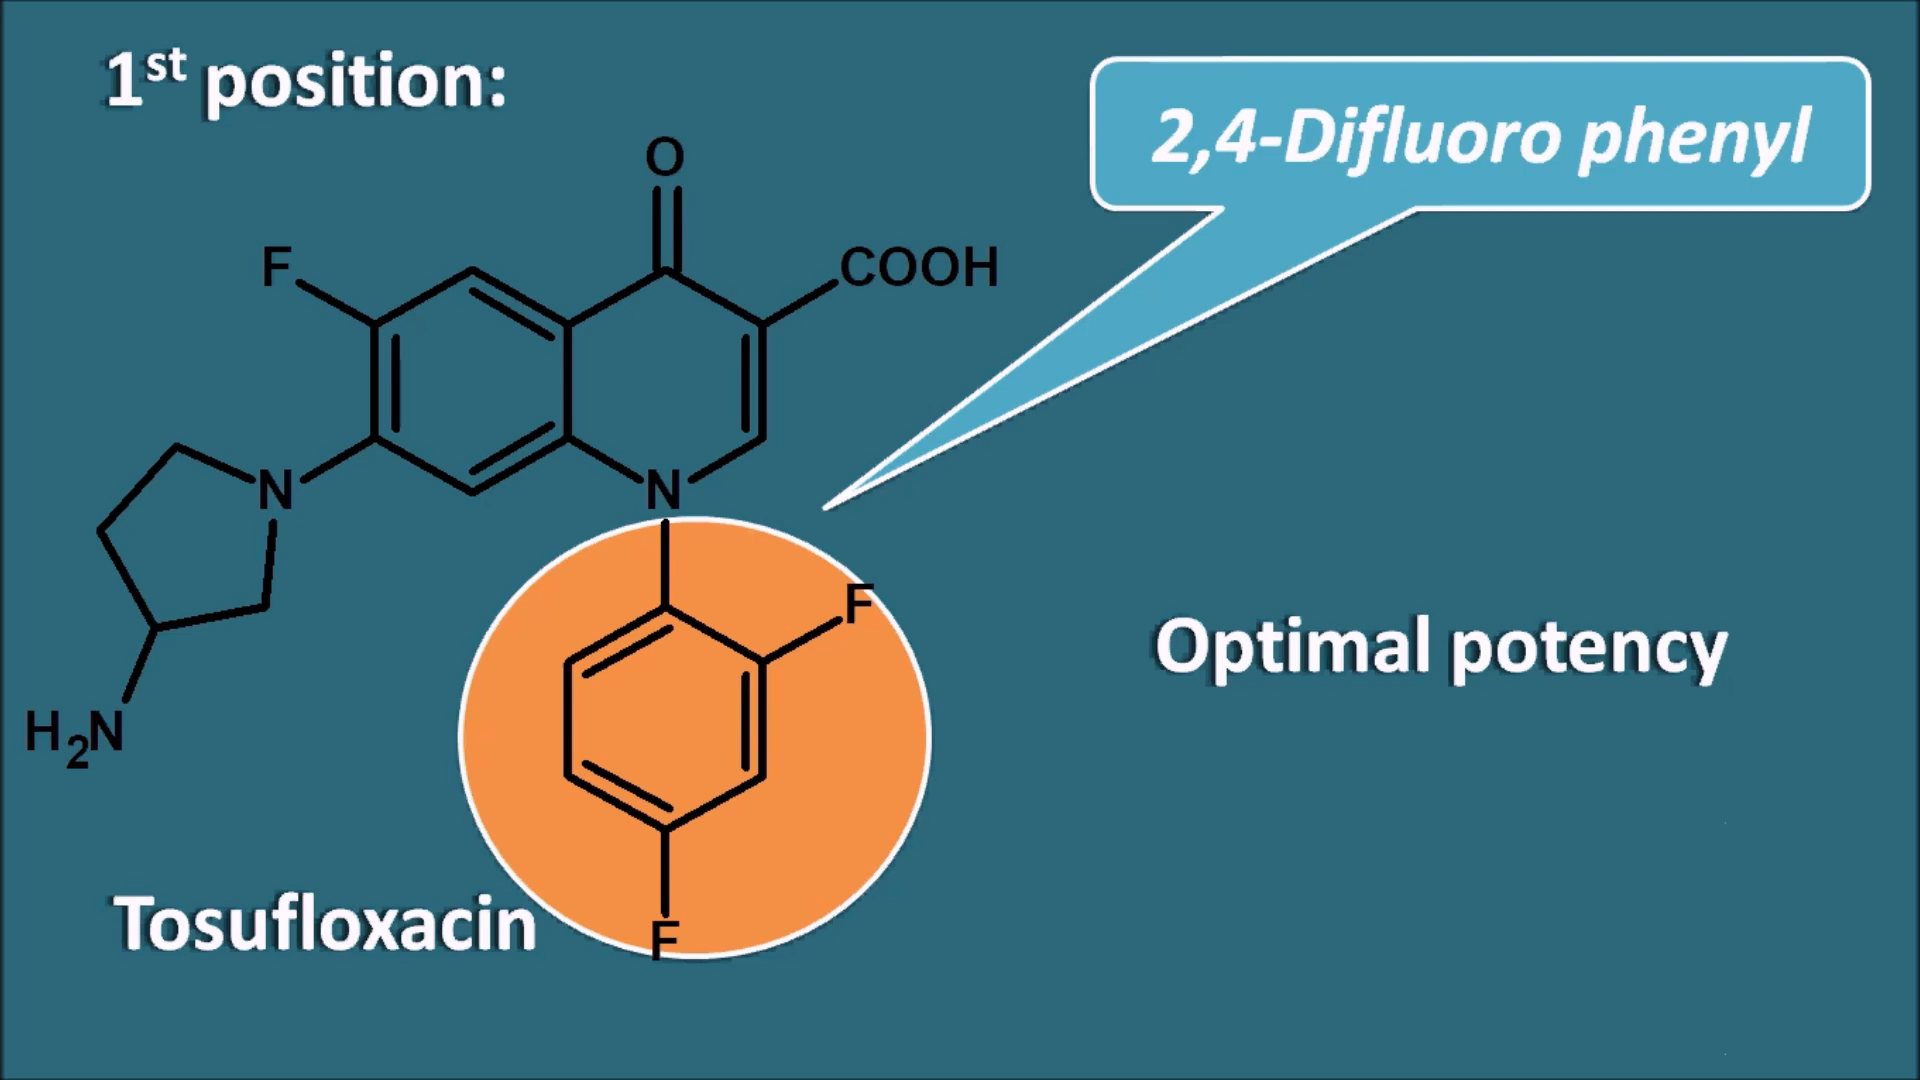 1st position:
2,4-Difluoro phenyl
O
F
COOH
N
N
F
Optimal potency
H2N
Tosufloxacin
F